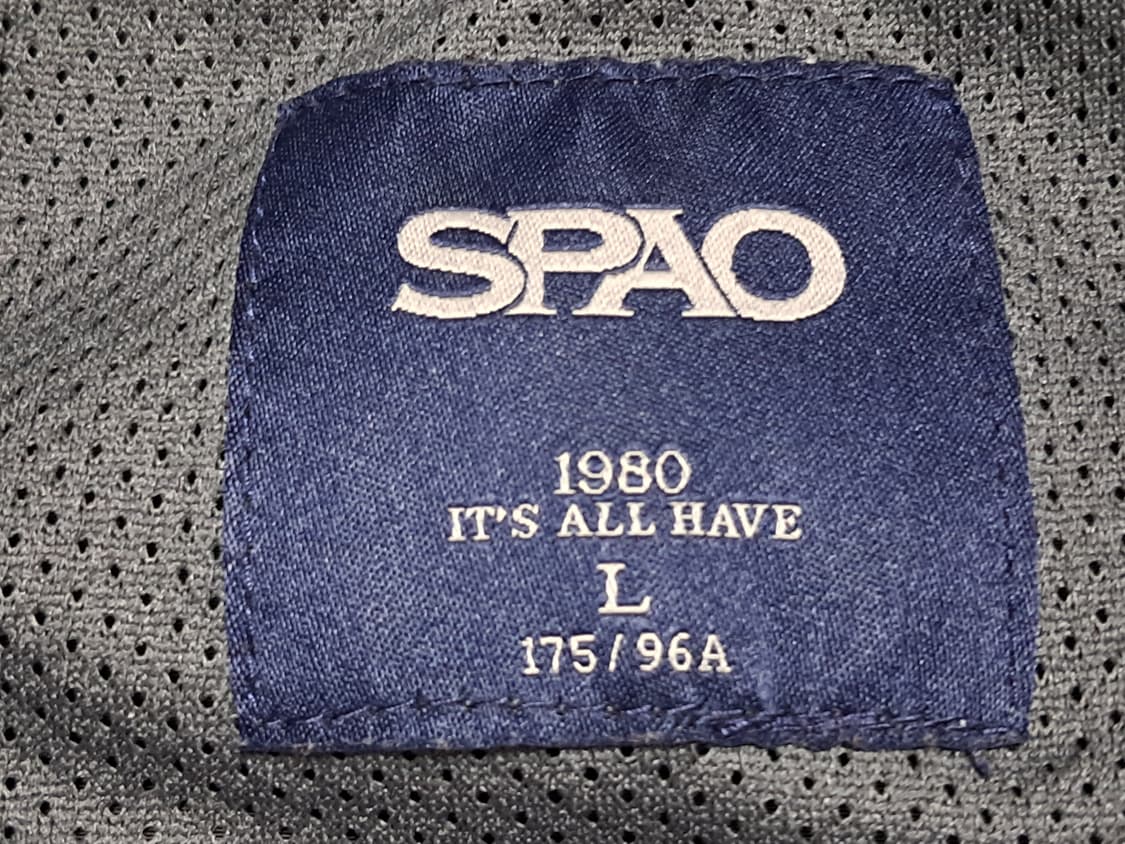 SPAO
1980
IT'S ALL HAVE
L
175/96A